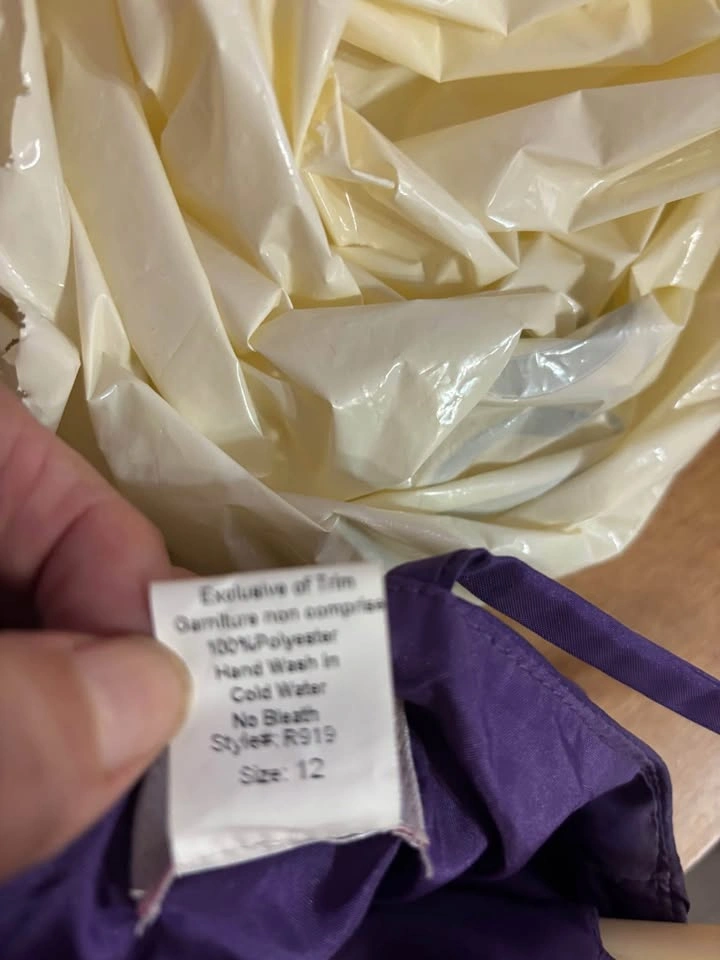 Exclusive of Trim
Garniture non comprise
100%Polyester
Hand Wash in
Cold Water
No Bleath
Style#: R919
Size: 12